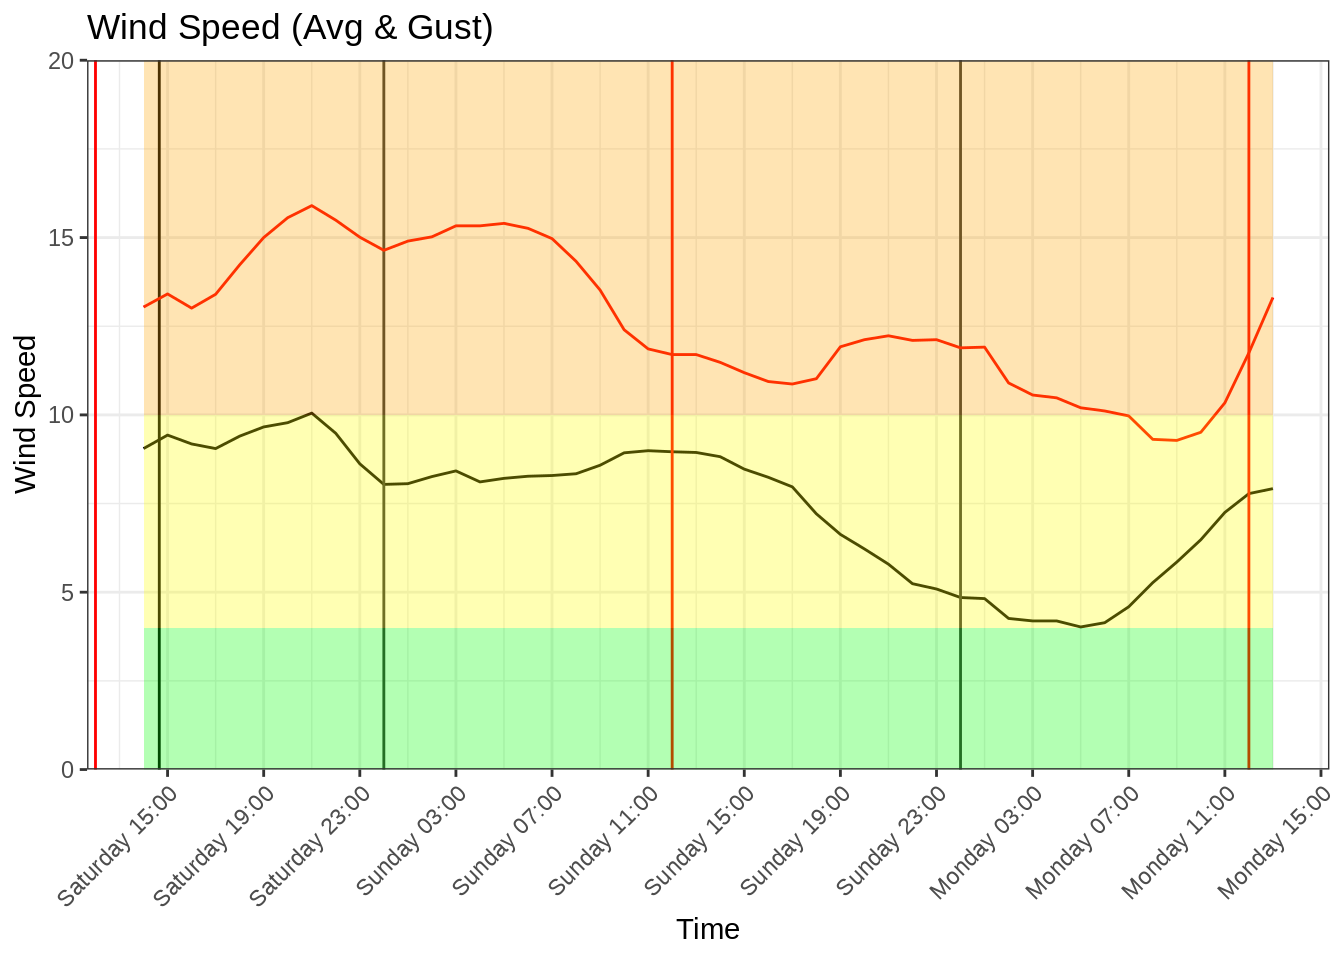 Wind Speed (Avg & Gust)
20
15
10
5
0
Wind Speed
Saturday 15:00
Saturday 19:00
Saturday 23:00
Sunday 03:00
Sunday 07:00
Sunday 11:00
Sunday 15:00
Sunday 19:00
Sunday 23:00
Monday 03:00
Monday 07:00
Monday 11:00
Monday 15:00
Time